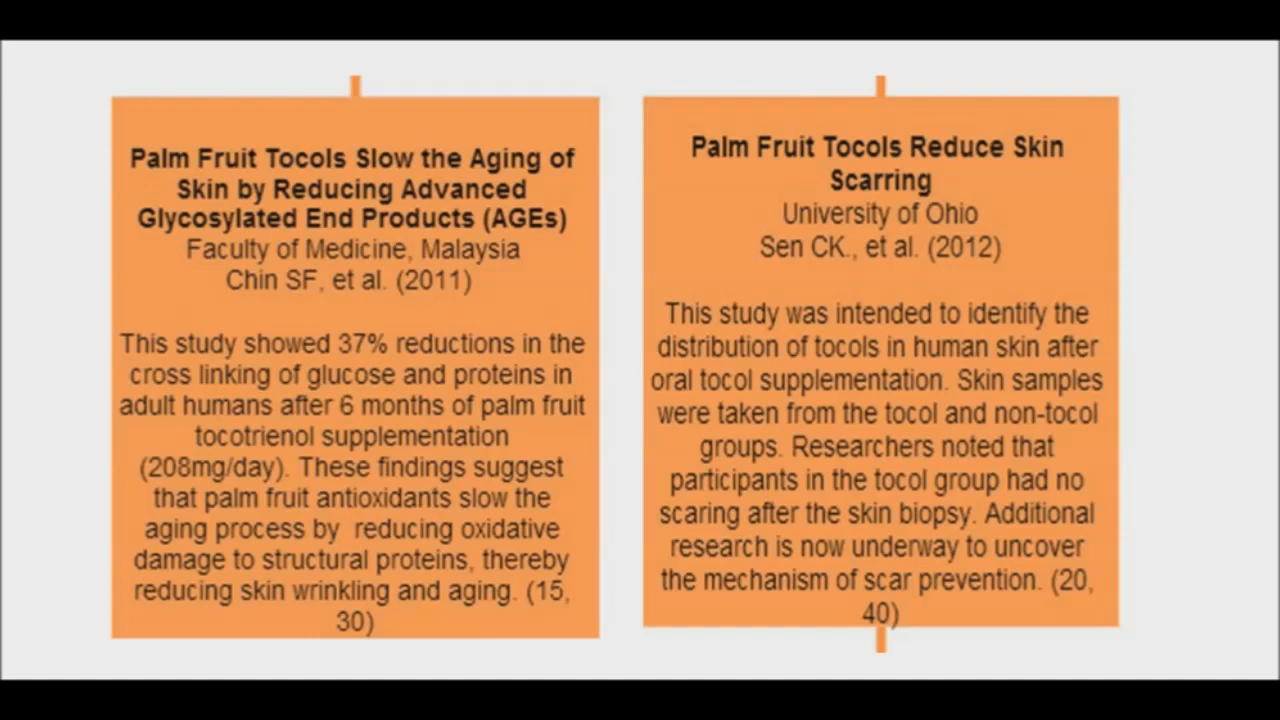 Palm Fruit Tocols Slow the Aging of
Skin by Reducing Advanced
Glycosylated End Products (AGEs)
Faculty of Medicine, Malaysia
Chin SF, et al. (2011)
This study showed 37% reductions in the
cross linking of glucose and proteins in
adult humans after 6 months of palm fruit
tocotrienol supplementation
(208mg/day). These findings suggest
that palm fruit antioxidants slow the
aging process by reducing oxidative
damage to structural proteins, thereby
reducing skin wrinkling and aging. (15,
30)
Palm Fruit Tocols Reduce Skin
Scarring
University of Ohio
Sen CK., et al. (2012)
This study was intended to identify the
distribution of tocols in human skin after
oral tocol supplementation. Skin samples
were taken from the tocol and non-tocol
groups. Researchers noted that
participants in the tocol group had no
scaring after the skin biopsy. Additional
research is now underway to uncover
the mechanism of scar prevention. (20,
40)